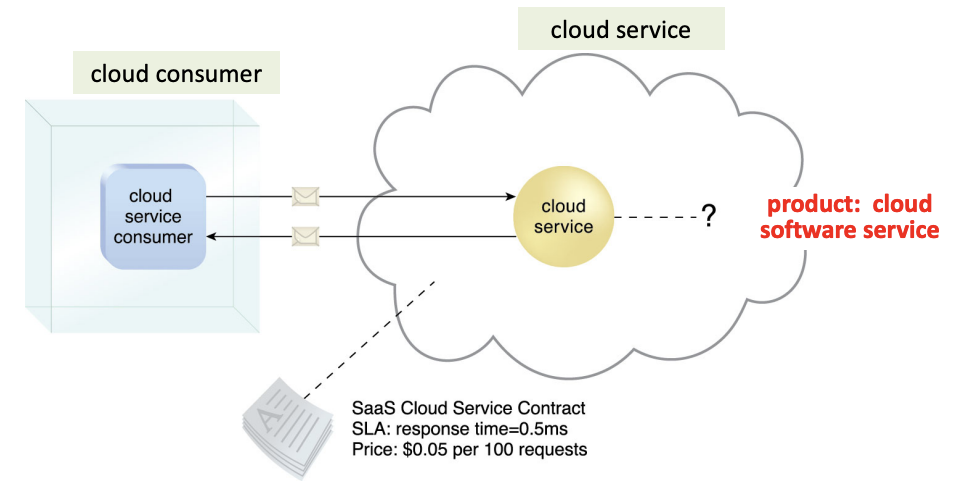 cloud service
cloud consumer
cloud
service
consumer
cloud
service
?
product:  cloud
software service
A
SaaS Cloud Service Contract
SLA: response time=0.5ms
Price: $0.05 per 100 requests